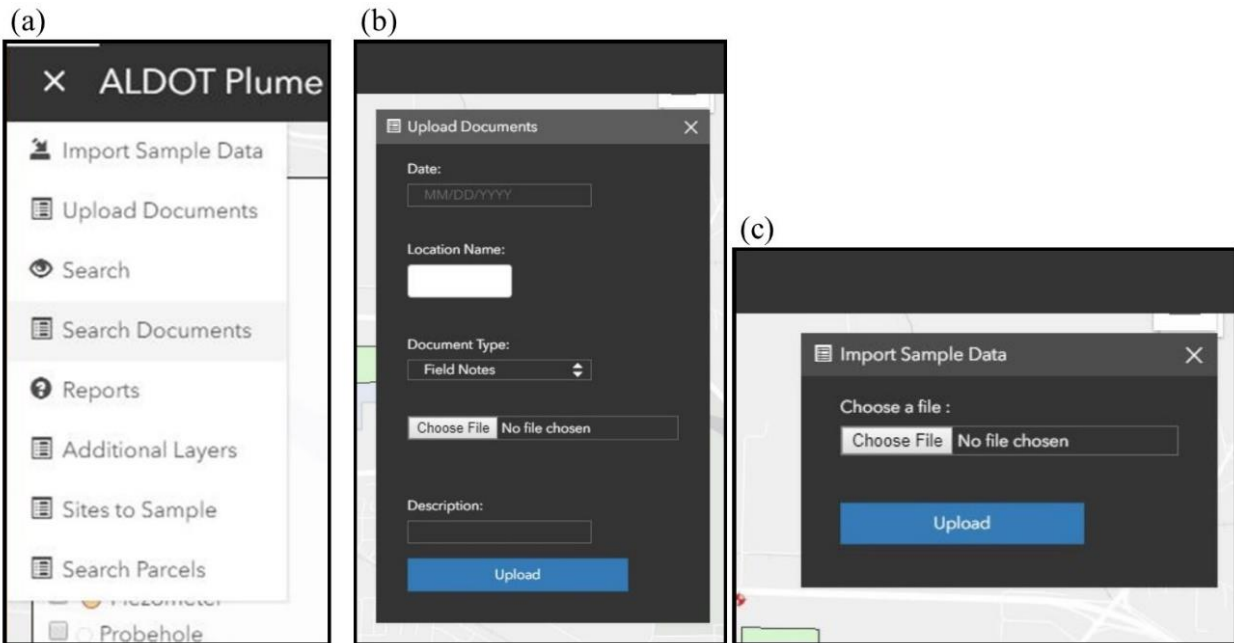 (a)
× ALDOT Plume
Import Sample Data
Upload Documents
Search
Search Documents
Reports
Additional Layers
Sites to Sample
Search Parcels
Piezometer
Probehole
(b)
Upload Documents ×
Date:
MM/DD/YYYY
Location Name:
Document Type:
Field Notes
Choose File No file chosen
Description:
Upload
(c)
Import Sample Data ×
Choose a file :
Choose File No file chosen
Upload